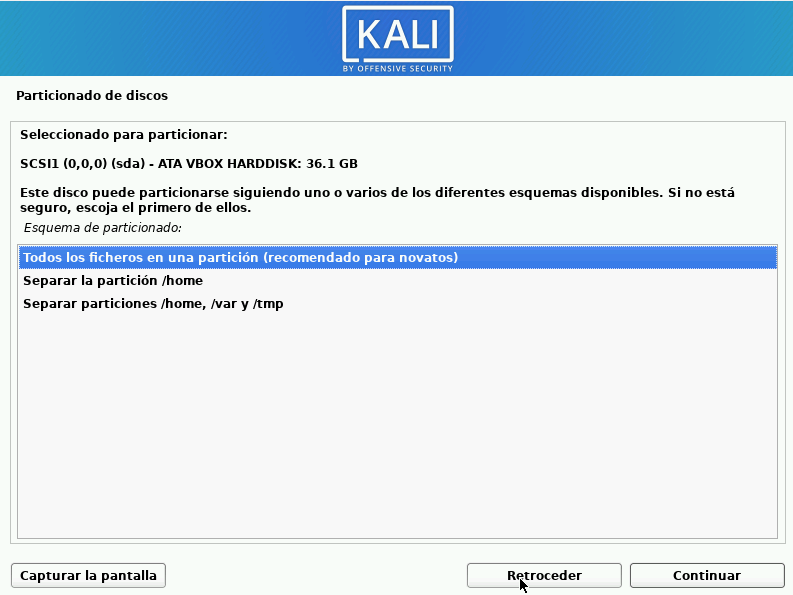 KALI
BY OFFENSIVE SECURITY
Particionado de discos
Seleccionado para particionar:
SCSI1 (0,0,0) (sda) - ATA VBOX HARDDISK: 36.1 GB
Este disco puede particionarse siguiendo uno o varios de los diferentes esquemas disponibles. Si no está
seguro, escoja el primero de ellos.
Esquema de particionado:
Todos los ficheros en una partición (recomendado para novatos)
Separar la partición /home
Separar particiones /home, /var y /tmp
Capturar la pantalla
Retroceder
Continuar